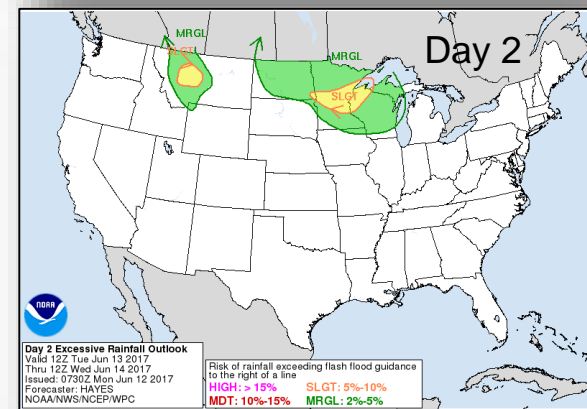 Day 2
MRGL
SLGT
MRGL
SLGT
NOAA
Day 2 Excessive Rainfall Outlook
Valid 12Z Tue Jun 13 2017
Thru 12Z Wed Jun 14 2017
Issued: 0730Z Mon Jun 12 2017
Forecaster: HAYES
NOAA/NWS/NCEP/WPC
Risk of rainfall exceeding flash flood guidance
to the right of a line
HIGH: > 15% SLGT: 5%-10%
MDT: 10%-15% MRGL: 2%-5%